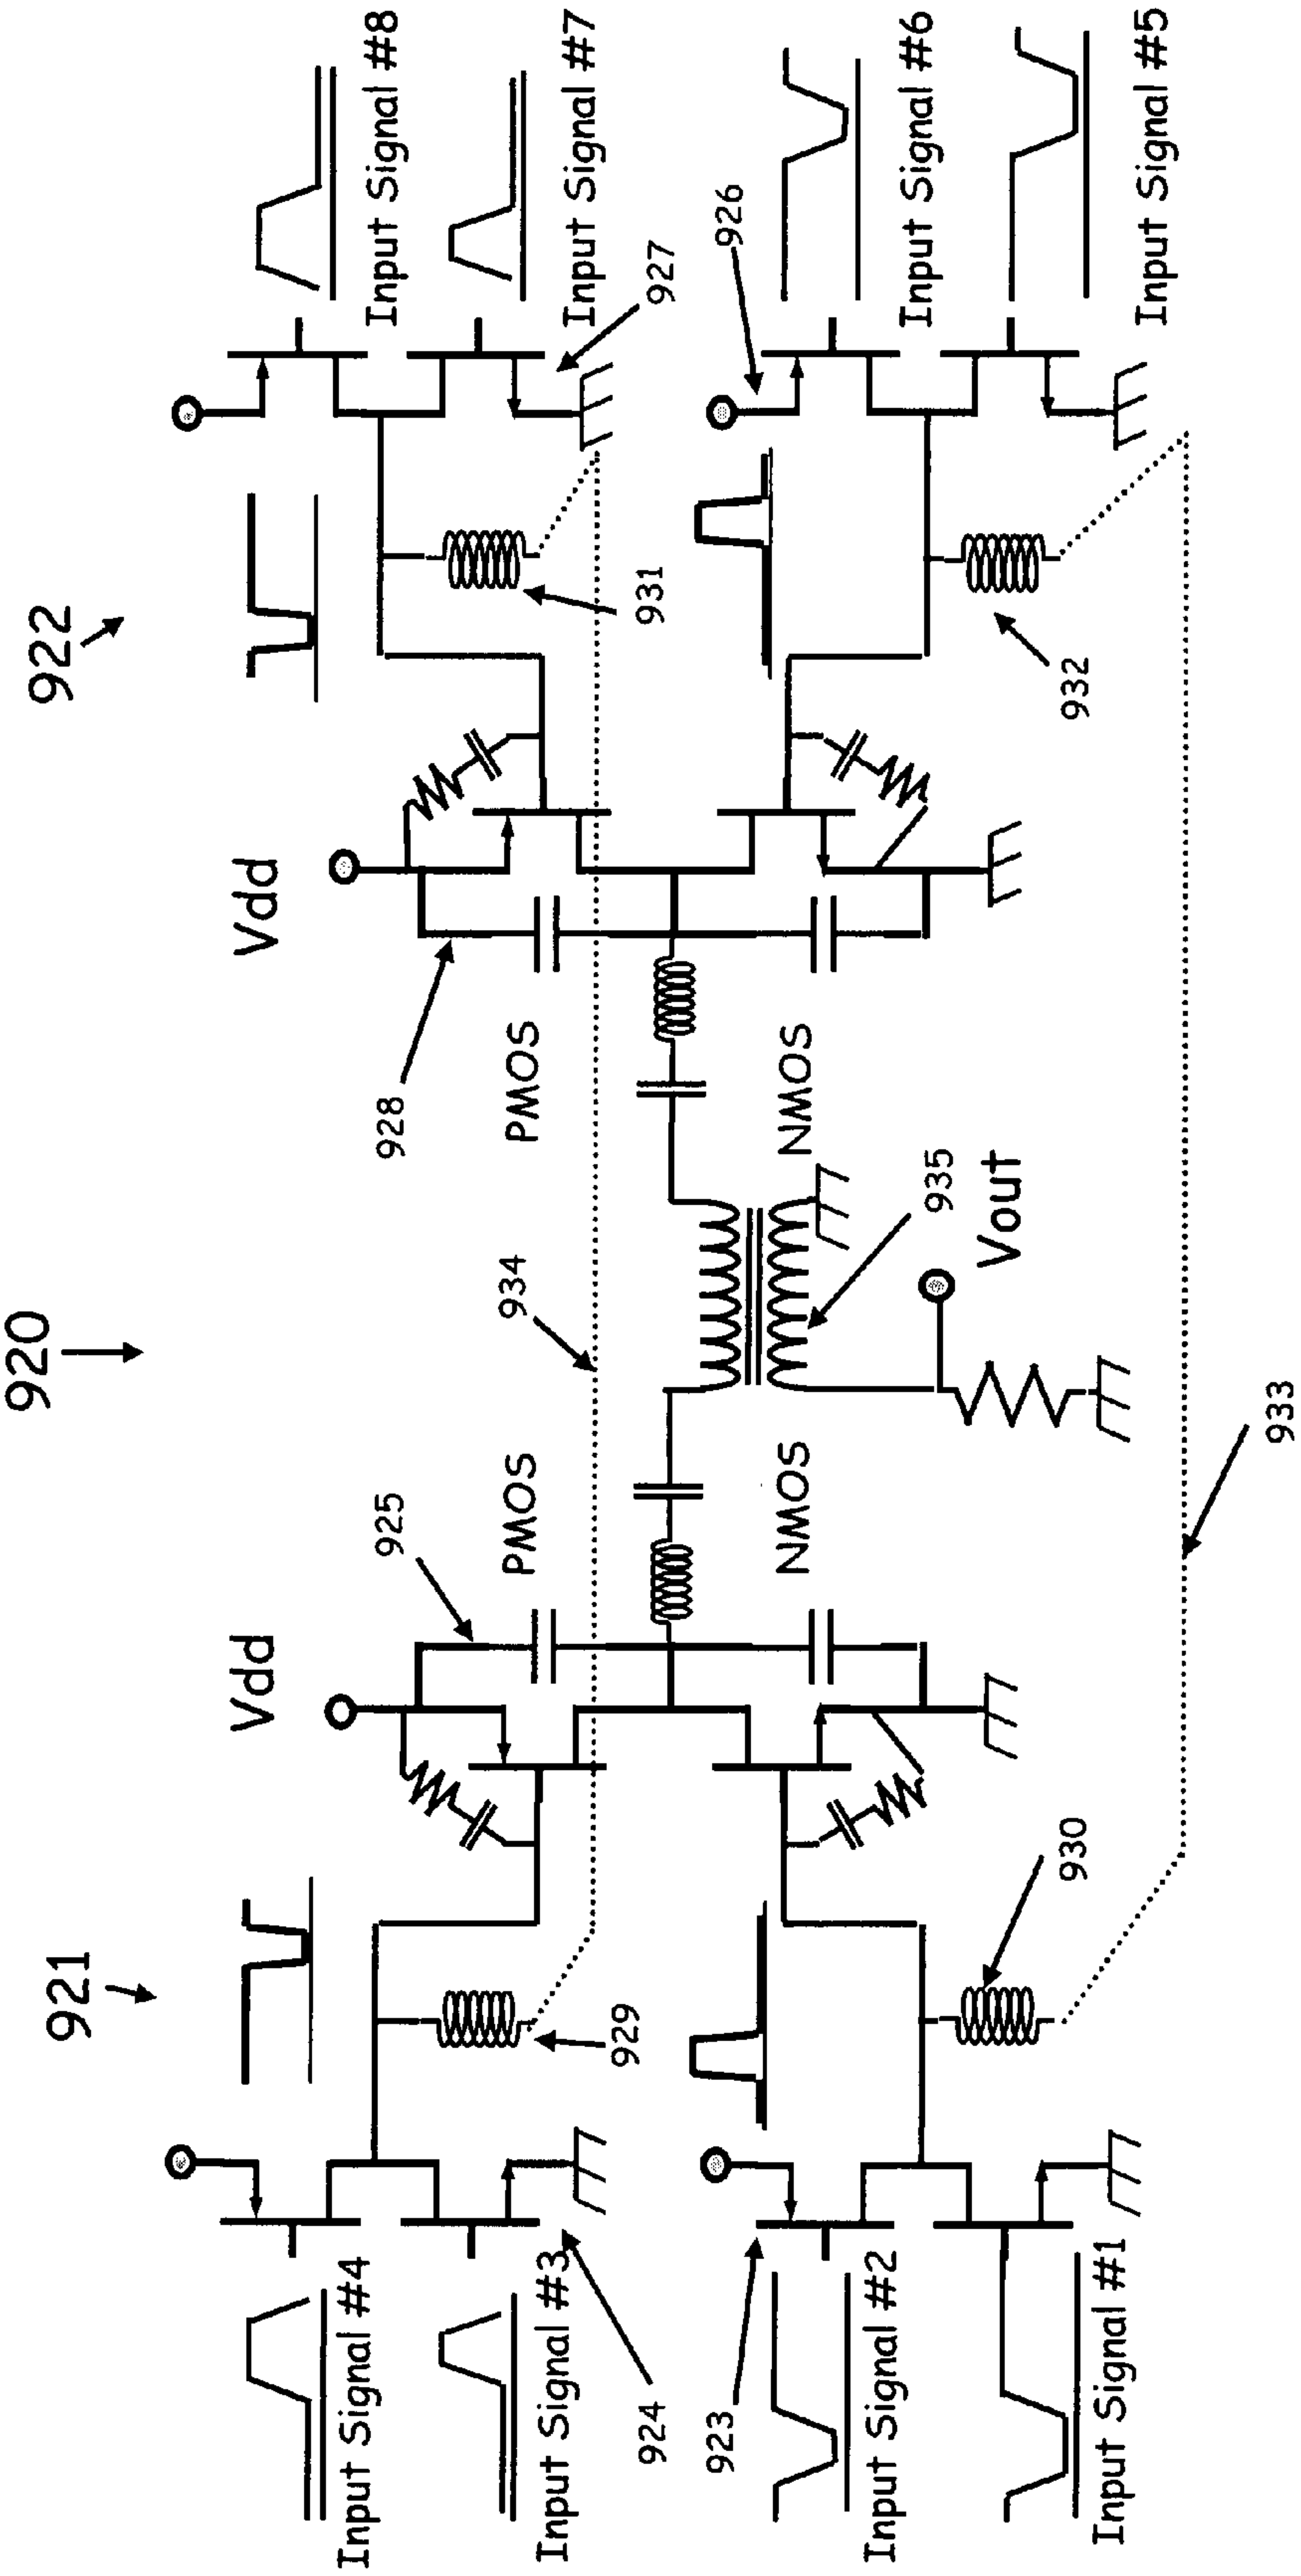 920
921
922
Vdd
Vdd
Input Signal #4
925
928
Input Signal #8
PMOS
934
PMOS
Input Signal #3
Input Signal #7
929
931
924
927
923
926
NMOS
NMOS
Input Signal #2
Input Signal #6
935
Vout
930
932
Input Signal #1
Input Signal #5
933